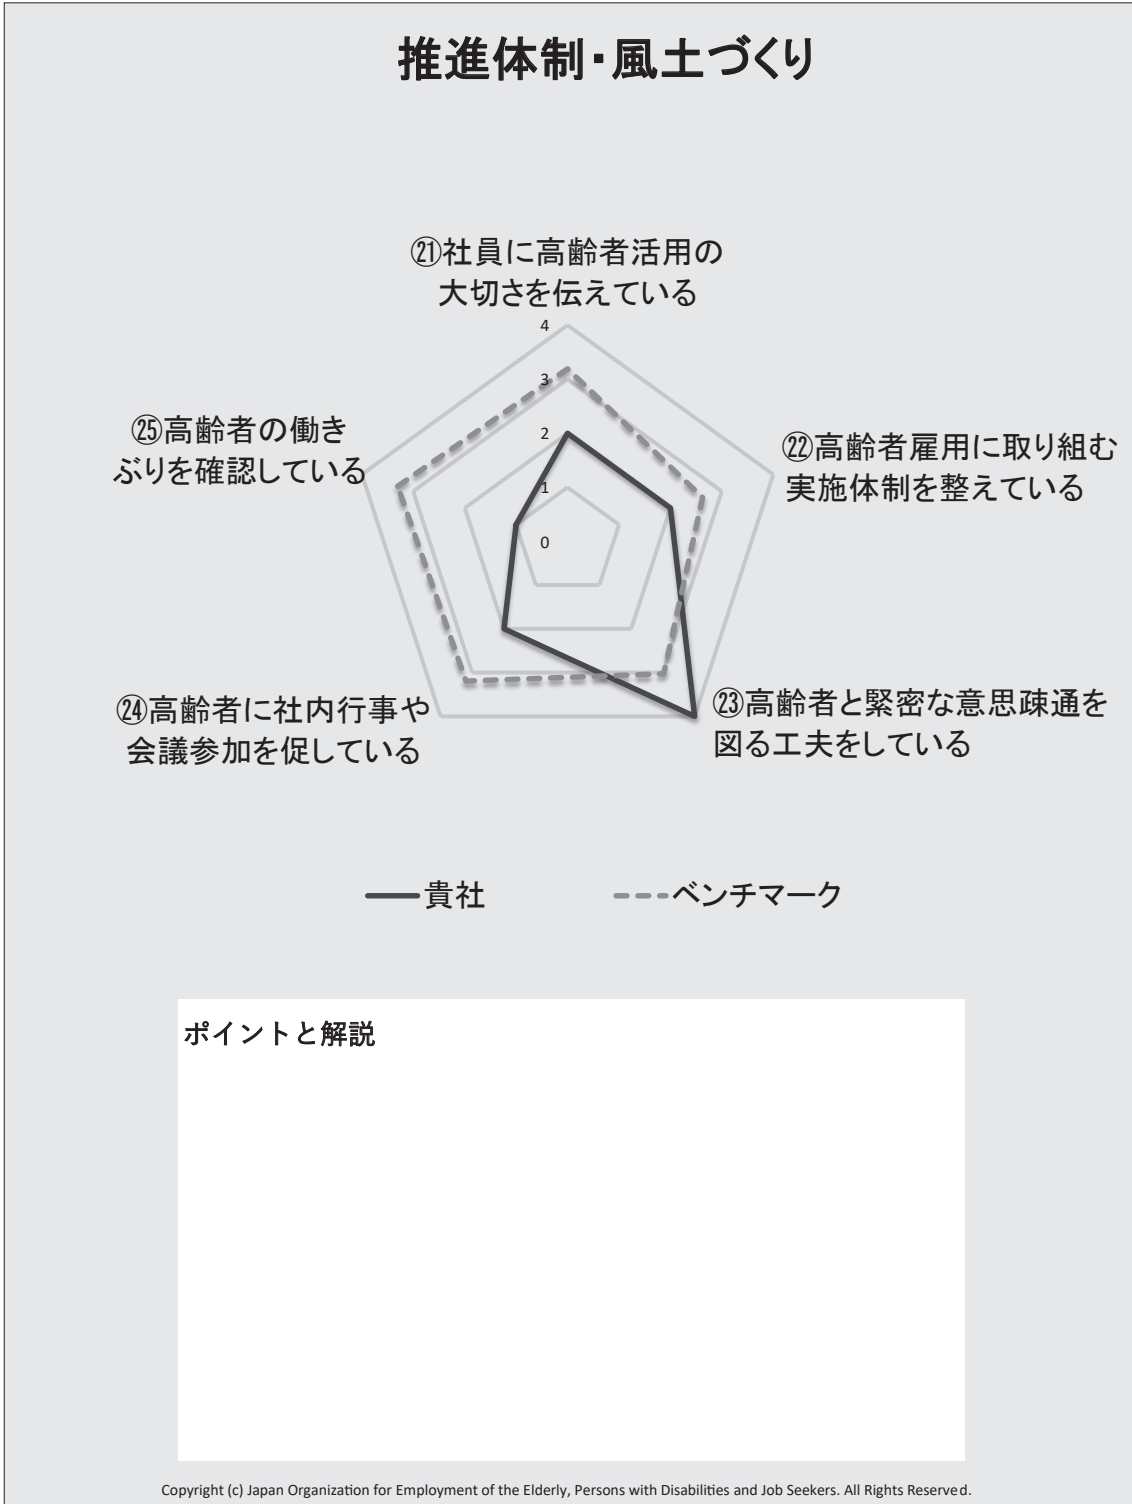 推進体制・風土づくり
㉑社員に高齢者活用の
大切さを伝えている
4
3
2
1
0
㉕高齢者の働き
ぶりを確認している
㉒高齢者雇用に取り組む
実施体制を整えている
㉔高齢者に社内行事や
会議参加を促している
㉓高齢者と緊密な意思疎通を
図る工夫をしている
貴社
ベンチマーク
ポイントと解説
Copyright (c) Japan Organization for Employment of the Elderly, Persons with Disabilities and Job Seekers. All Rights Reserved.